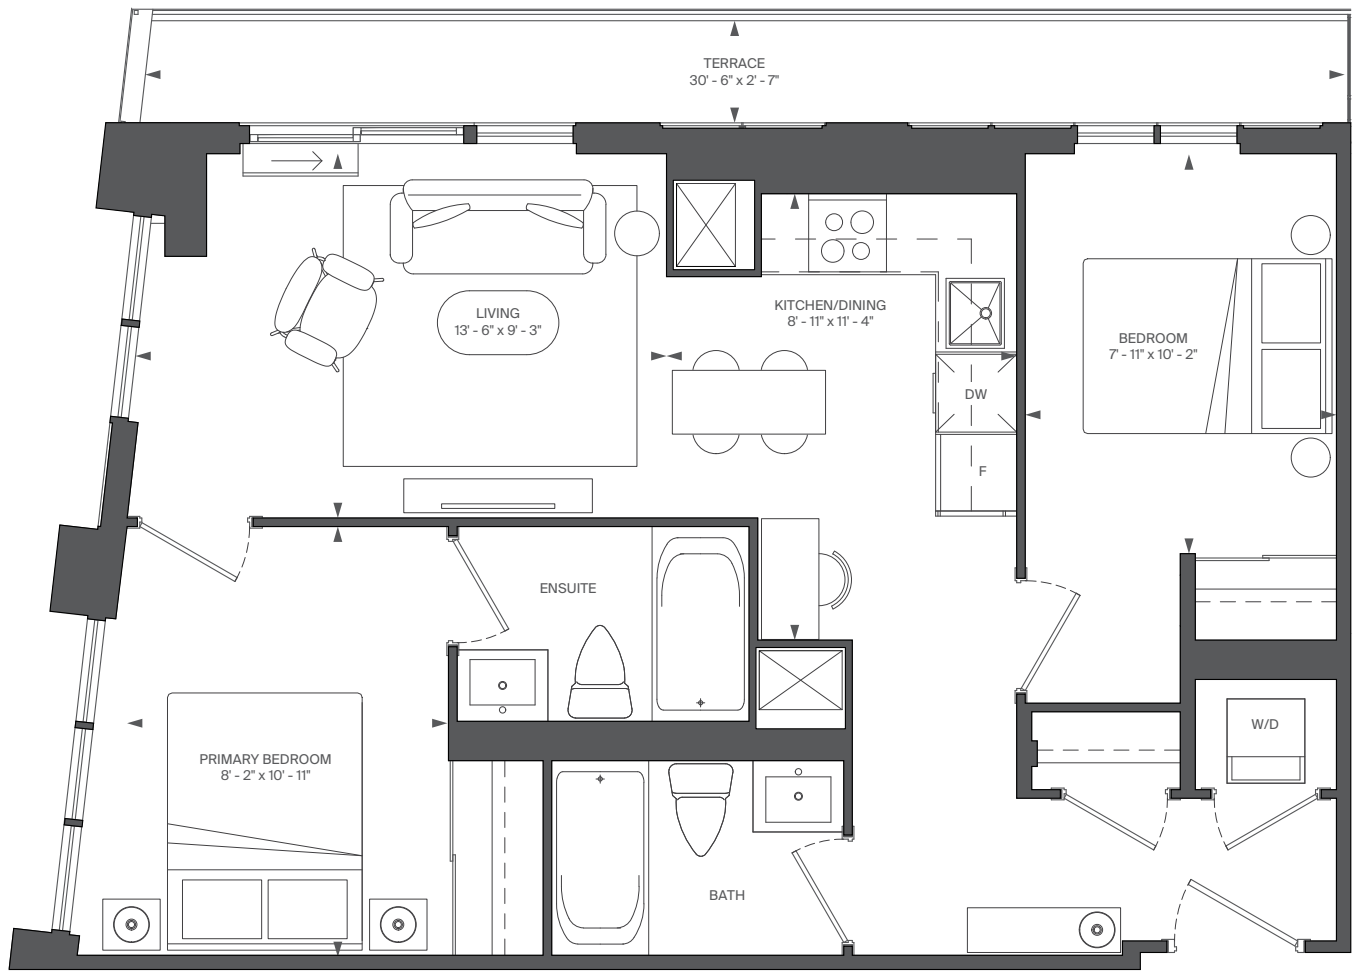 TERRACE
30' - 6" x 2' - 7"
LIVING
13' - 6" x 9' - 3"
KITCHEN/DINING
8' - 11" x 11' - 4"
BEDROOM
7' - 11" x 10' - 2"
DW
F
ENSUITE
W/D
PRIMARY BEDROOM
8' - 2" x 10' - 11"
BATH